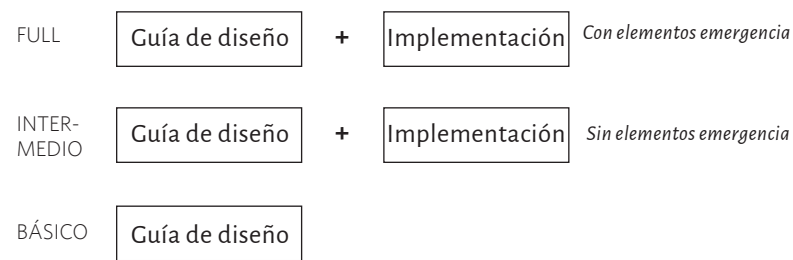 FULL Guía de diseño + Implementación Con elementos emergencia
INTER-
MEDIO Guía de diseño + Implementación Sin elementos emergencia
BÁSICO Guía de diseño